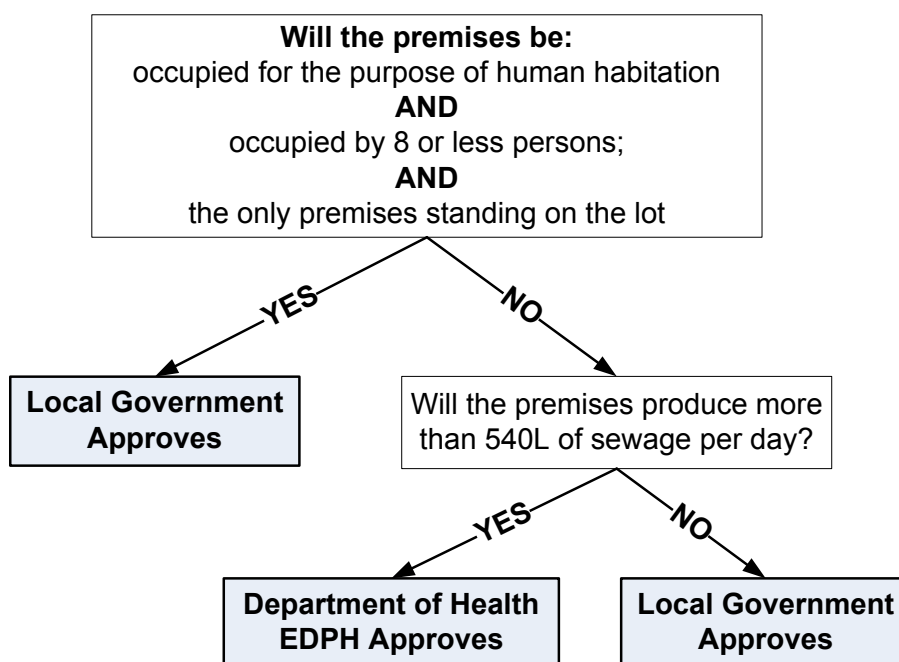 Will the premises be:
occupied for the purpose of human habitation
AND
occupied by 8 or less persons;
AND
the only premises standing on the lot
YES
NO
Local Government
Approves
Will the premises produce more
than 540L of sewage per day?
YES
NO
Department of Health
EDPH Approves
Local Government
Approves